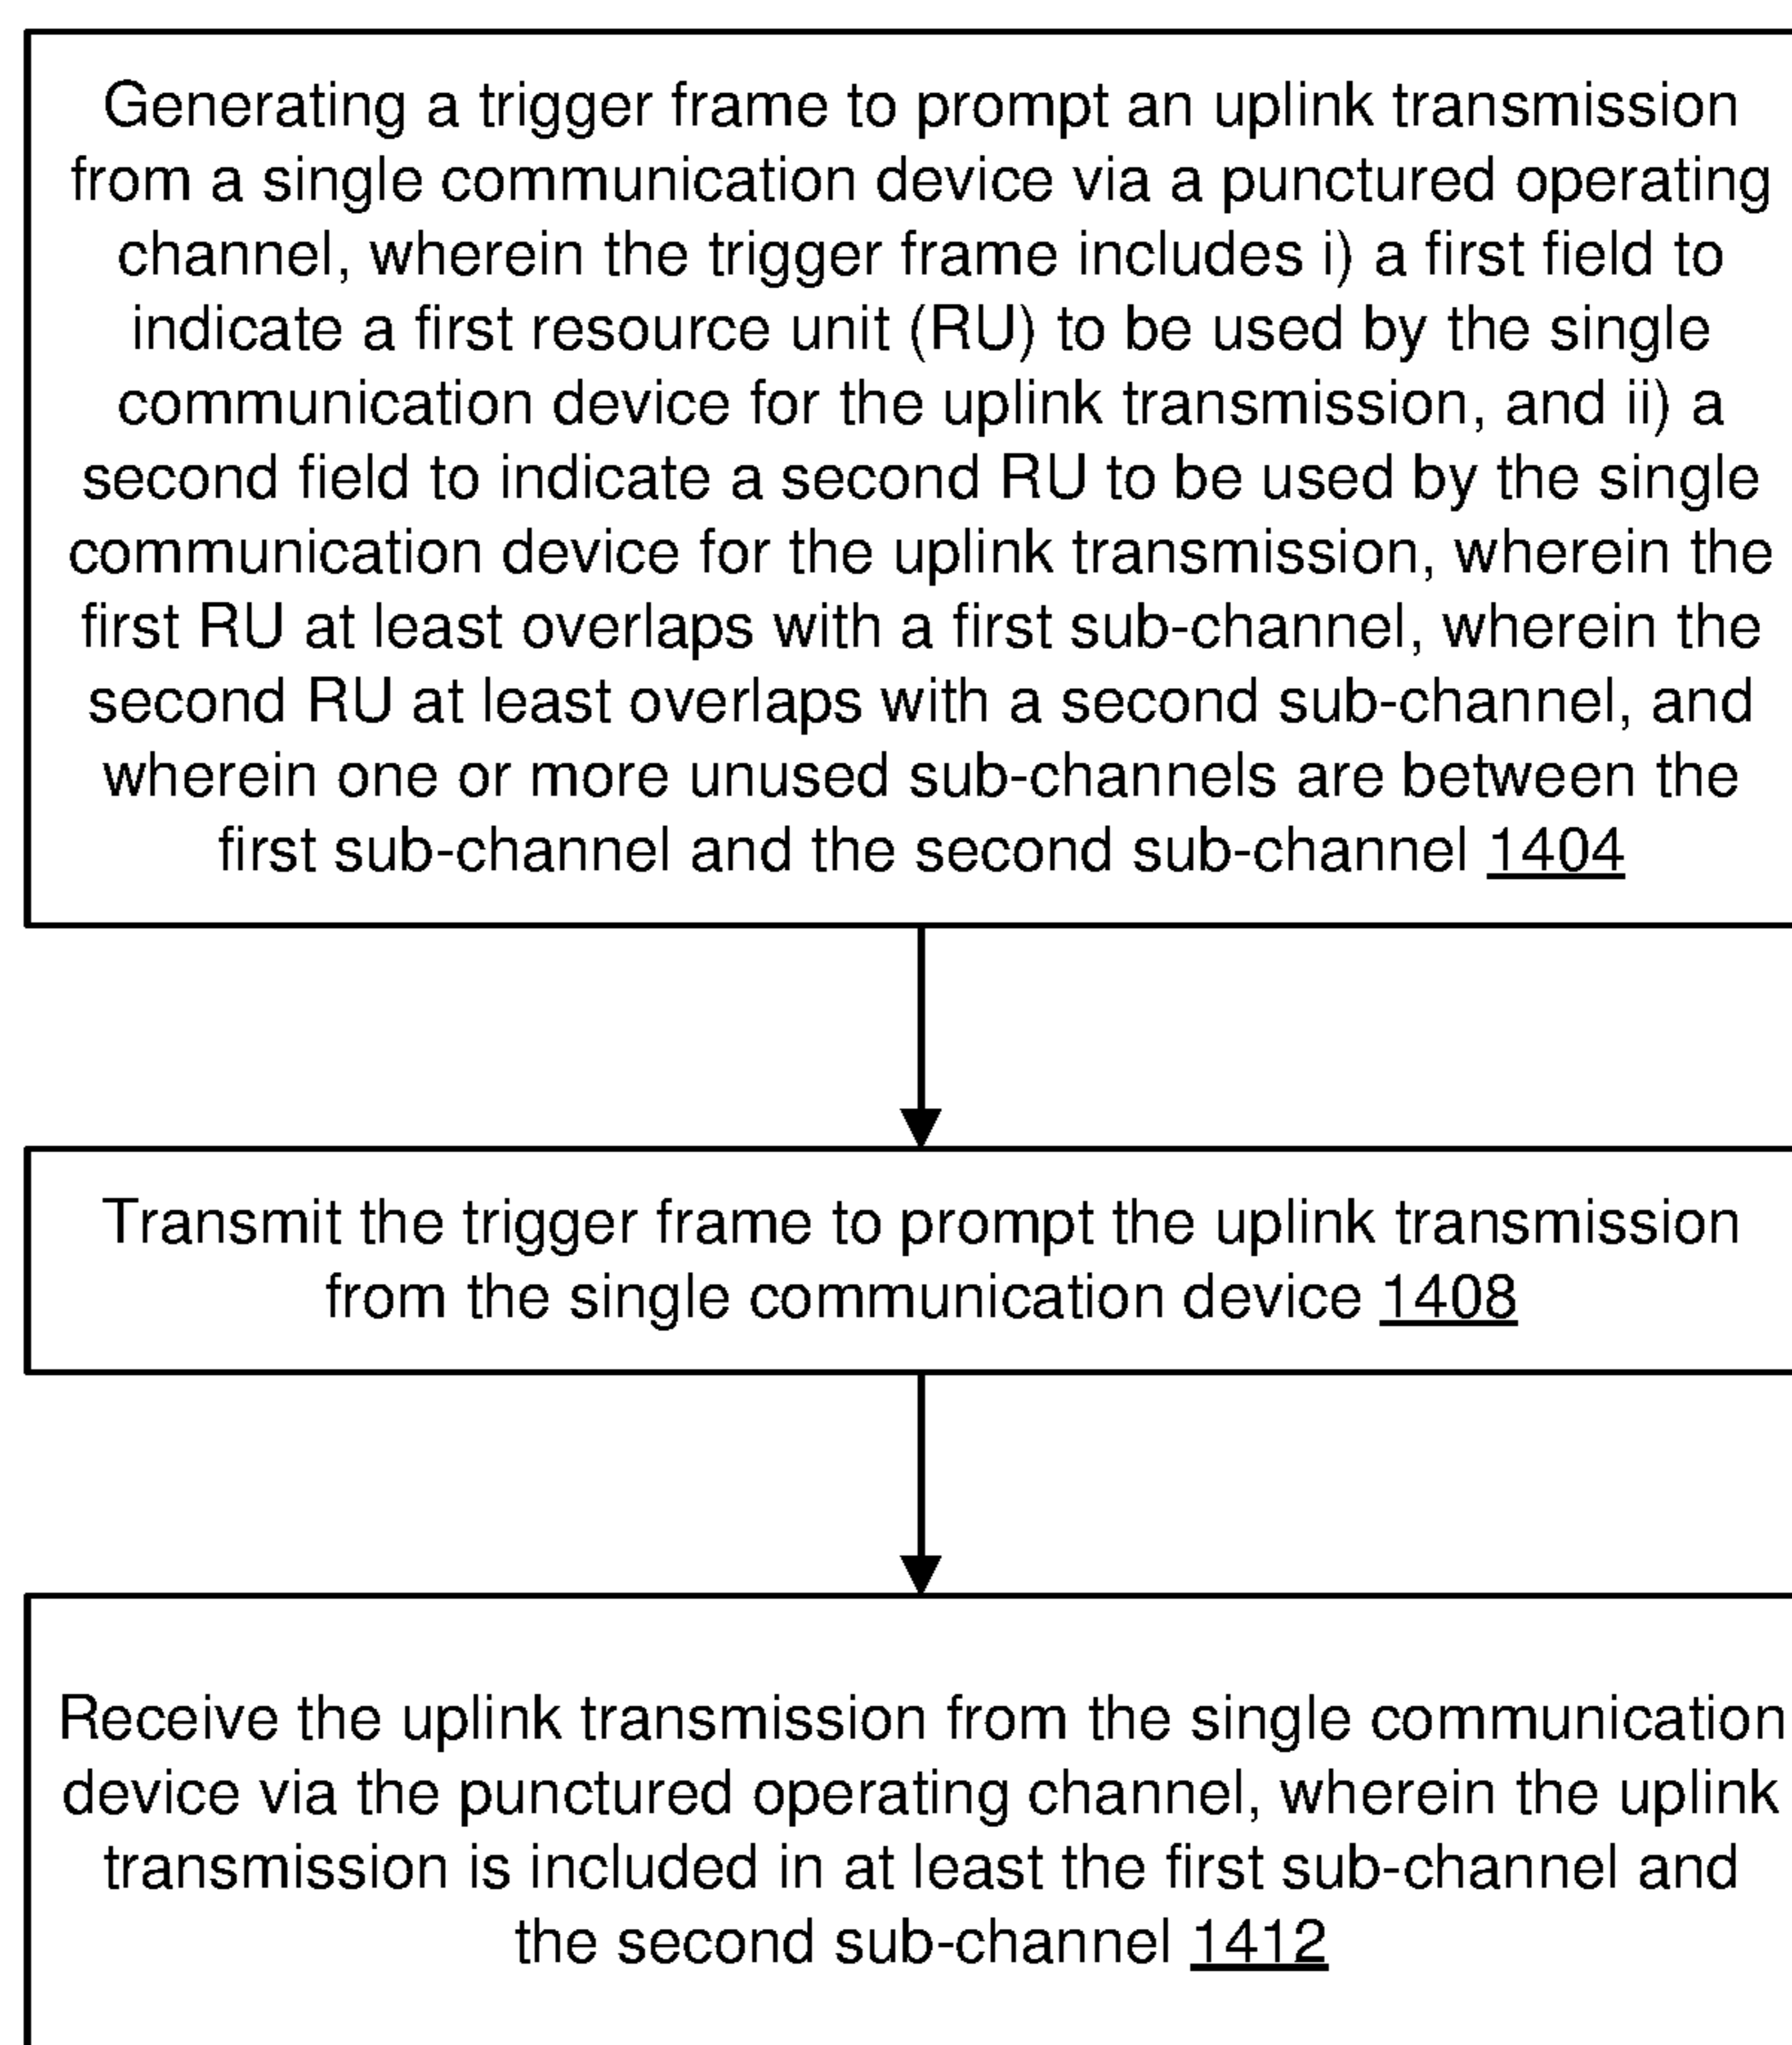 Generating a trigger frame to prompt an uplink transmission
from a single communication device via a punctured operating
channel, wherein the trigger frame includes i) a first field to
indicate a first resource unit (RU) to be used by the single
communication device for the uplink transmission, and ii) a
second field to indicate a second RU to be used by the single
communication device for the uplink transmission, wherein the
first RU at least overlaps with a first sub-channel, wherein the
second RU at least overlaps with a second sub-channel, and
wherein one or more unused sub-channels are between the
first sub-channel and the second sub-channel 1404
Transmit the trigger frame to prompt the uplink transmission
from the single communication device 1408
Receive the uplink transmission from the single communication
device via the punctured operating channel, wherein the uplink
transmission is included in at least the first sub-channel and
the second sub-channel 1412